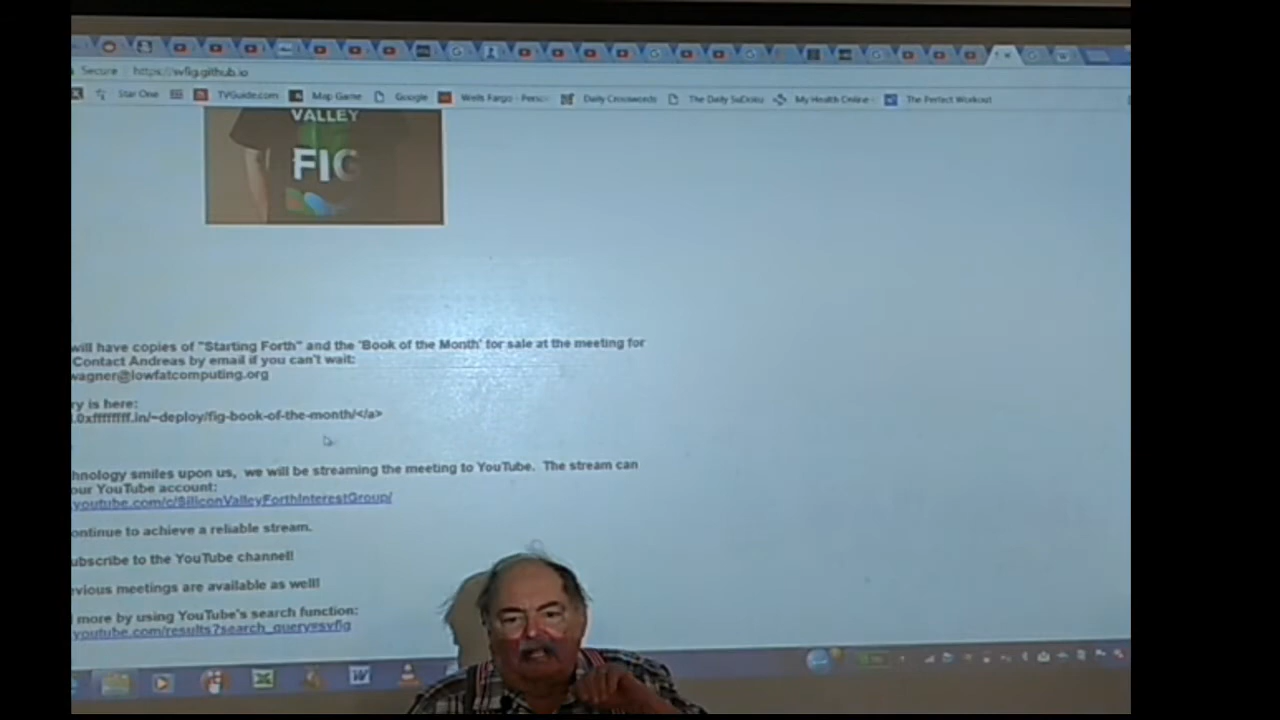 Secure https://svfig.github.io
Star One TVGuide.com Map Game Google Wells Fargo - Daily Crosswords The Daily SuDoku My Health Online The Perfect Workout
VALLEY
FIG
will have copies of "Starting Forth" and the 'Book of the Month' for sale at the meeting for
Contact Andreas by email if you can't wait:
wagner@lowfatcomputing.org
ry is here:
.0xffffffff.in/~deploy/fig-book-of-the-month/</a>
hnology smiles upon us, we will be streaming the meeting to YouTube. The stream can
our YouTube account:
youtube.com/c/SiliconValleyForthInterestGroup/
ontinue to achieve a reliable stream.
ubscribe to the YouTube channel!
evious meetings are available as well!
more by using YouTube's search function:
youtube.com/results?search_query=svfig